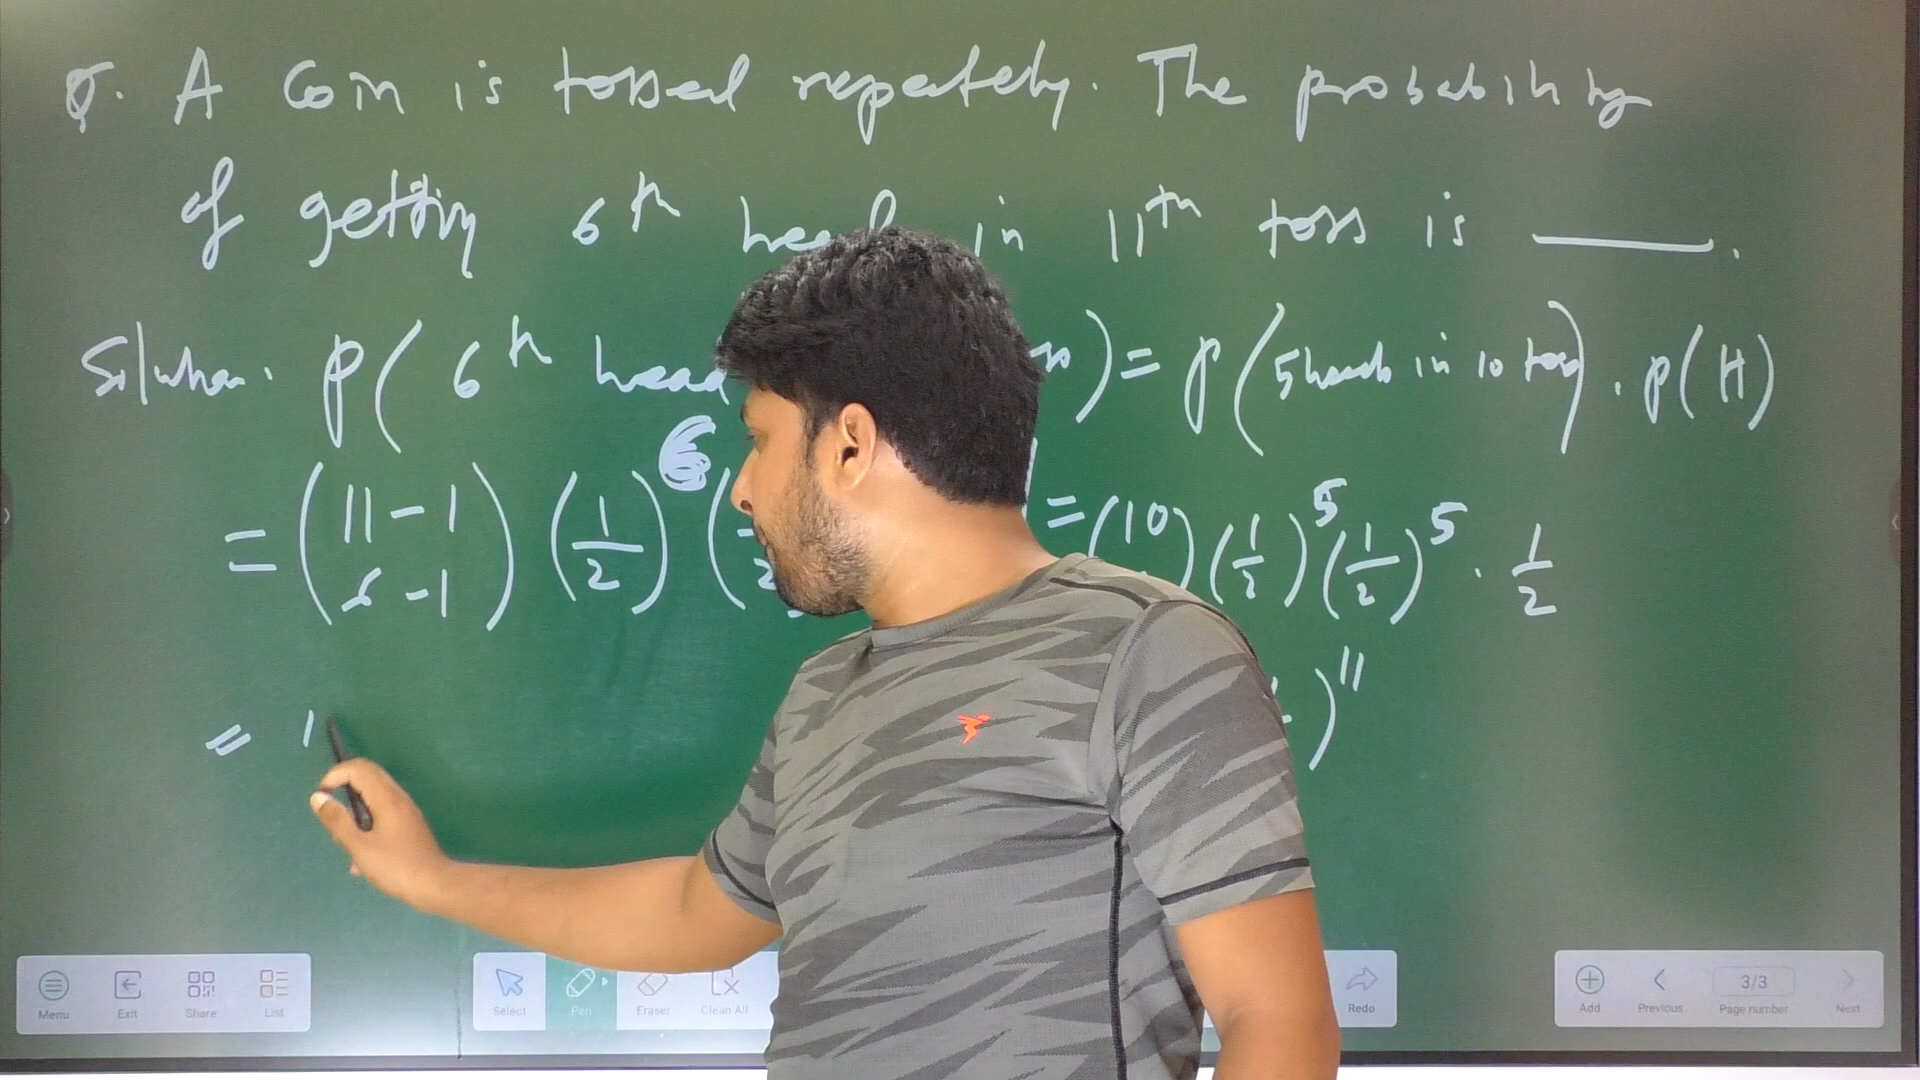 Q. A Coin is tossed repeately. The probability
of getting 6th head in 11th toss is ______.
Solution. P( 6th head ) = P(5 heads in 10 toss) . P(H)
= (11-1 6-1) (1/2)^6 ( = (10 ) (1/2)^5 (1/2)^5 . 1/2
= 1 )^11
Menu Exit Share List Select Pen Eraser Clean All Redo Add Previous 3/3 Page number Next